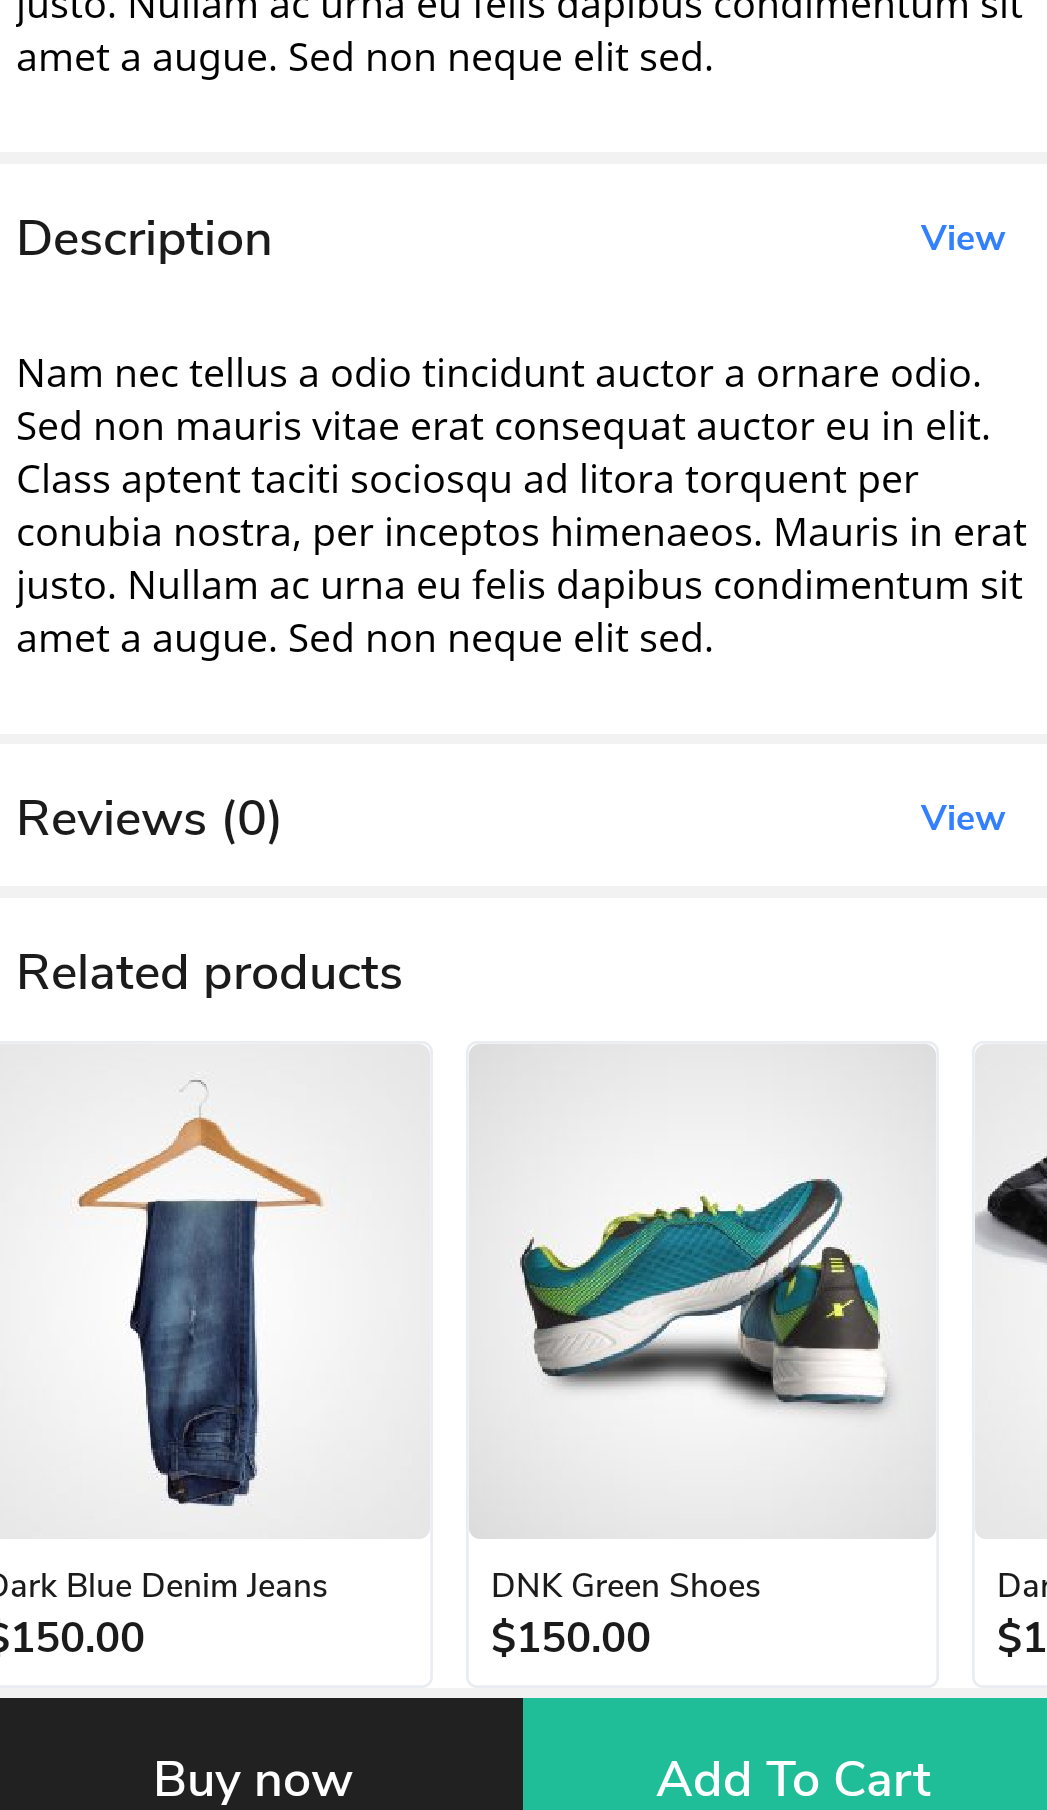 justo. Nullam ac urna eu felis dapibus condimentum sit
amet a augue. Sed non neque elit sed.
Description
View
Nam nec tellus a odio tincidunt auctor a ornare odio.
Sed non mauris vitae erat consequat auctor eu in elit.
Class aptent taciti sociosqu ad litora torquent per
conubia nostra, per inceptos himenaeos. Mauris in erat
justo. Nullam ac urna eu felis dapibus condimentum sit
amet a augue. Sed non neque elit sed.
Reviews (0)
View
Related products
Dark Blue Denim Jeans
$150.00
DNK Green Shoes
$150.00
Buy now
Add To Cart